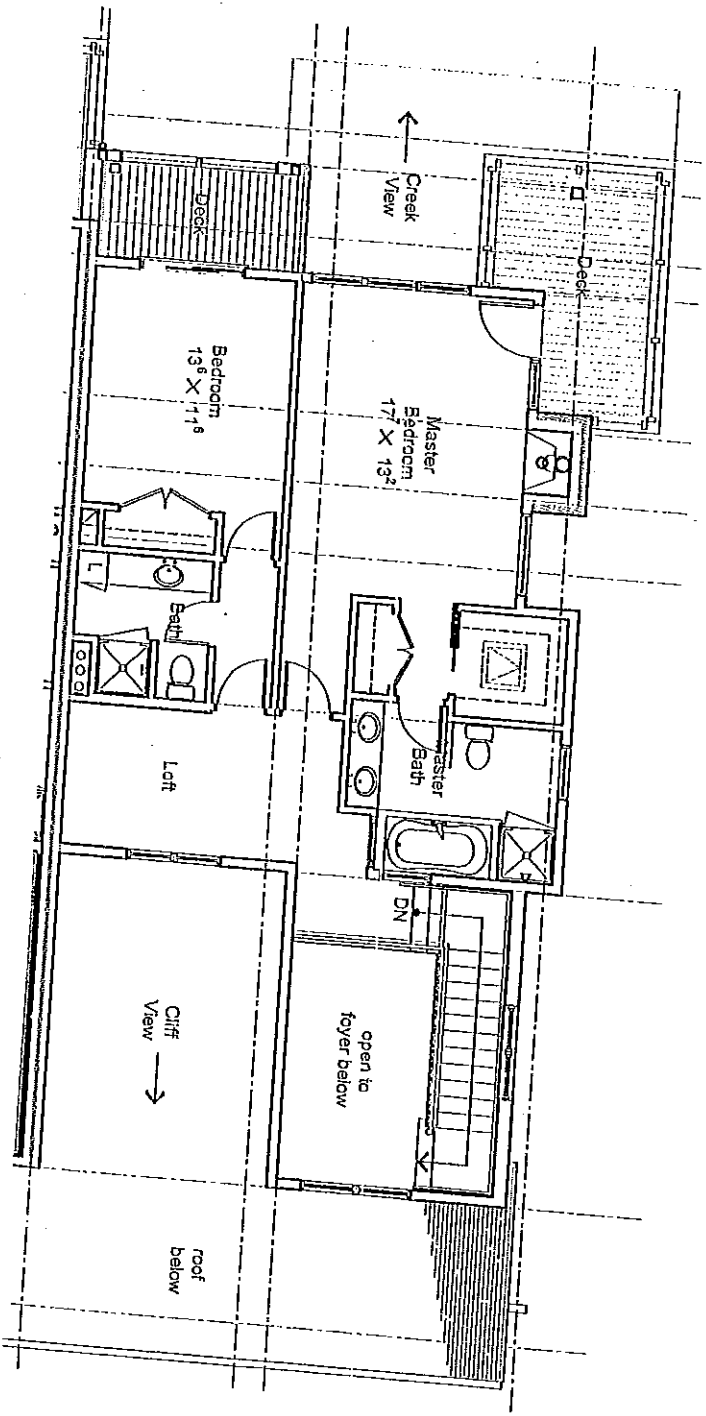 Deck
Creek
View
Deck
Bedroom
13⁶ X 11⁶
Master
Bedroom
17⁷ X 13²
L
Bath
Master
Bath
Loft
DN
open to
foyer below
Cliff
View
roof
below